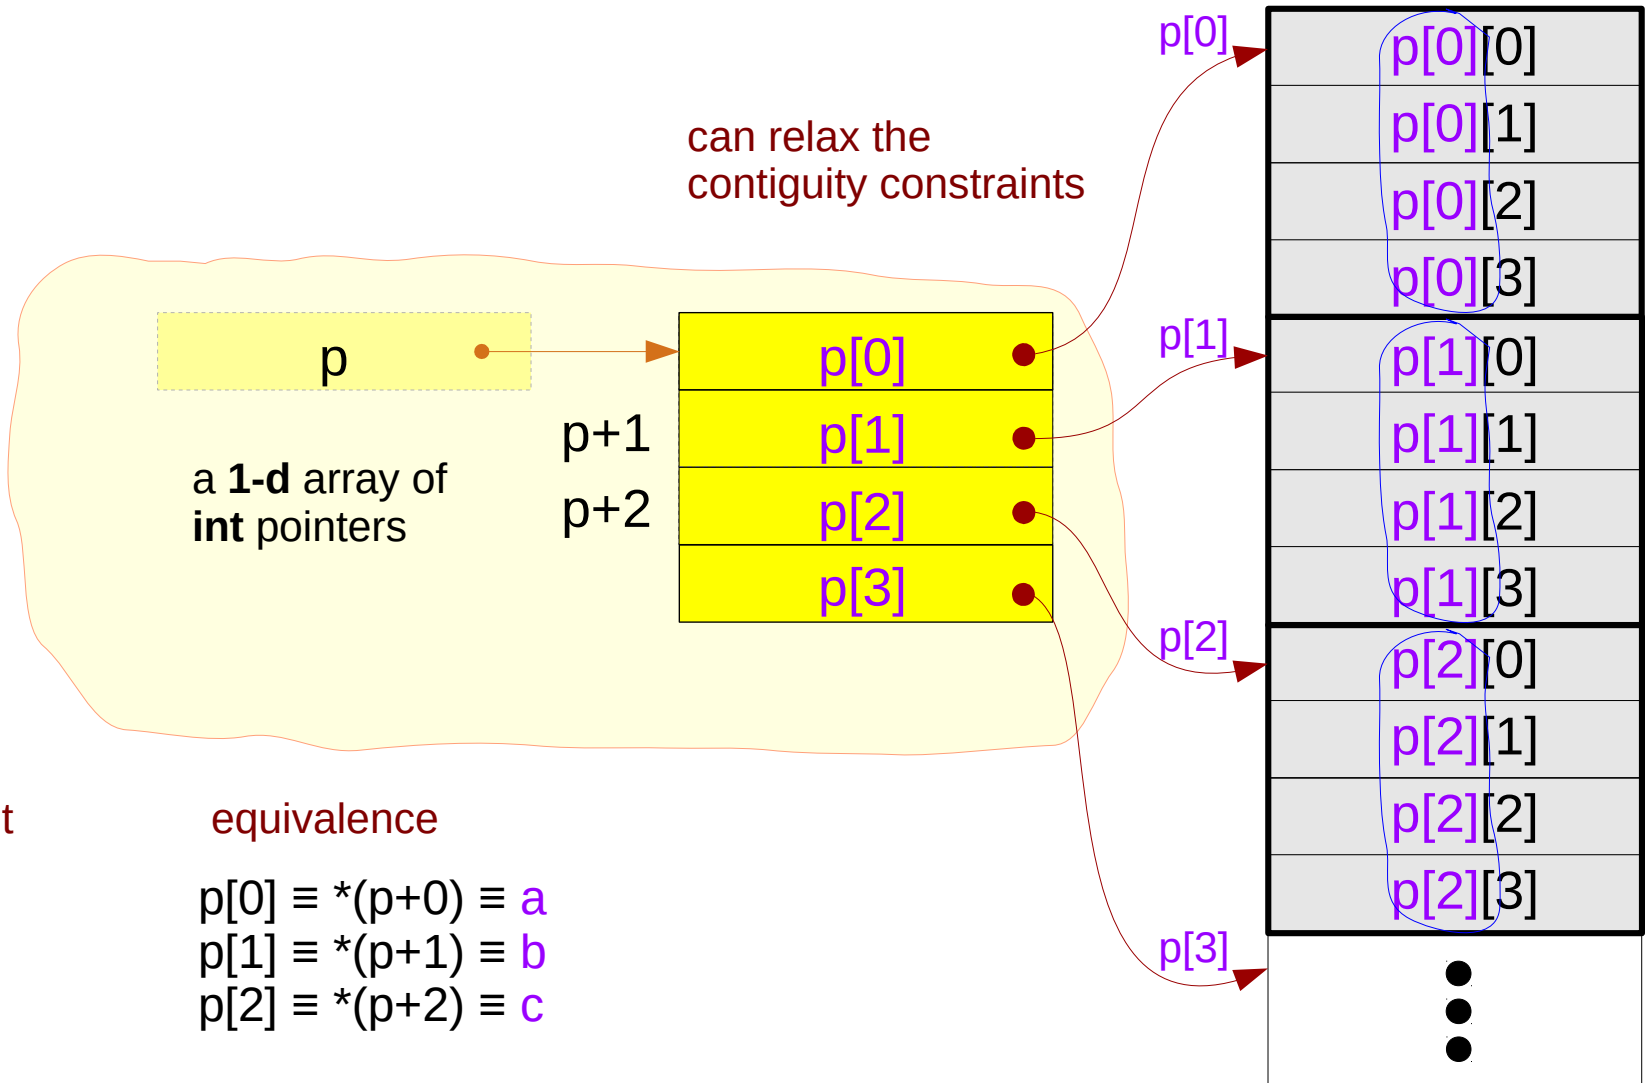 p[0]
p[0][0]
p[0][1]
can relax the
contiguity constraints
p[0][2]
p[0][3]
p
p[0]
p[1]
p[1][0]
p+1
p[1]
p[1][1]
a 1-d array of
int pointers
p+2
p[2]
p[1][2]
p[3]
p[1][3]
p[2]
p[2][0]
p[2][1]
t
equivalence
p[2][2]
p[2][3]
p[0] ≡ *(p+0) ≡ a
p[1] ≡ *(p+1) ≡ b
p[2] ≡ *(p+2) ≡ c
p[3]